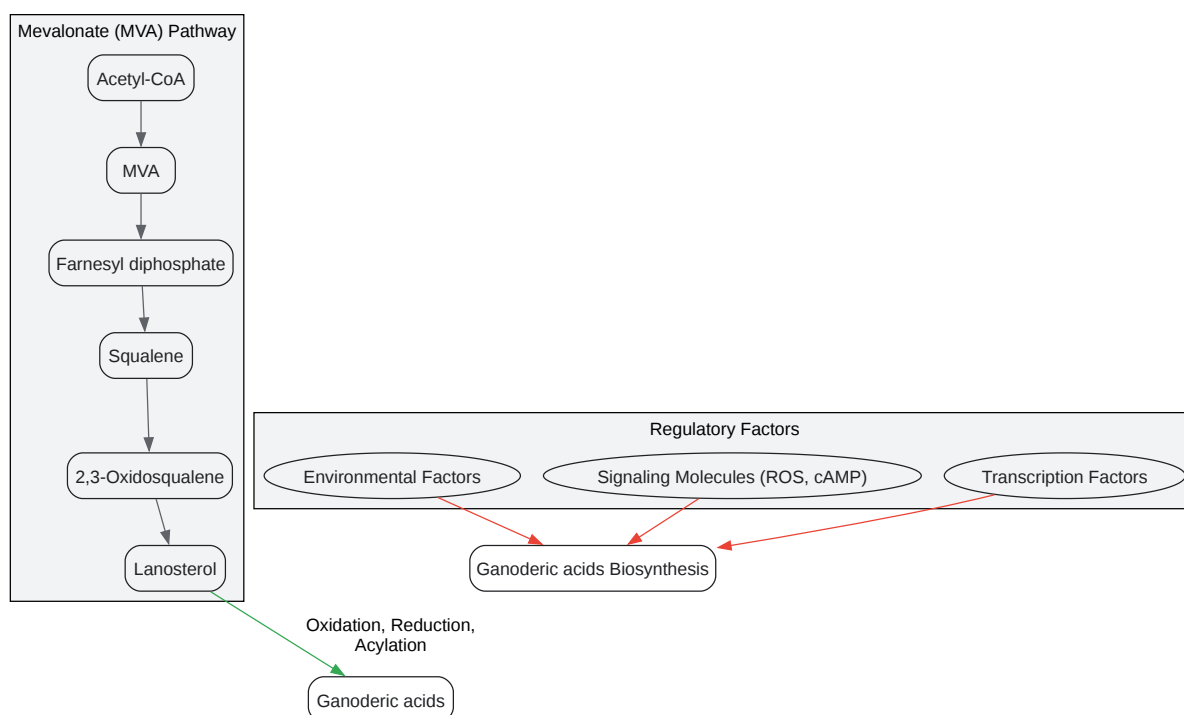 Mevalonate (MVA) Pathway
Acetyl-CoA
MVA
Farnesyl diphosphate
Squalene
2,3-Oxidosqualene
Lanosterol
Regulatory Factors
Environmental Factors
Signaling Molecules (ROS, cAMP)
Transcription Factors
Ganoderic acids Biosynthesis
Oxidation, Reduction,
Acylation
Ganoderic acids